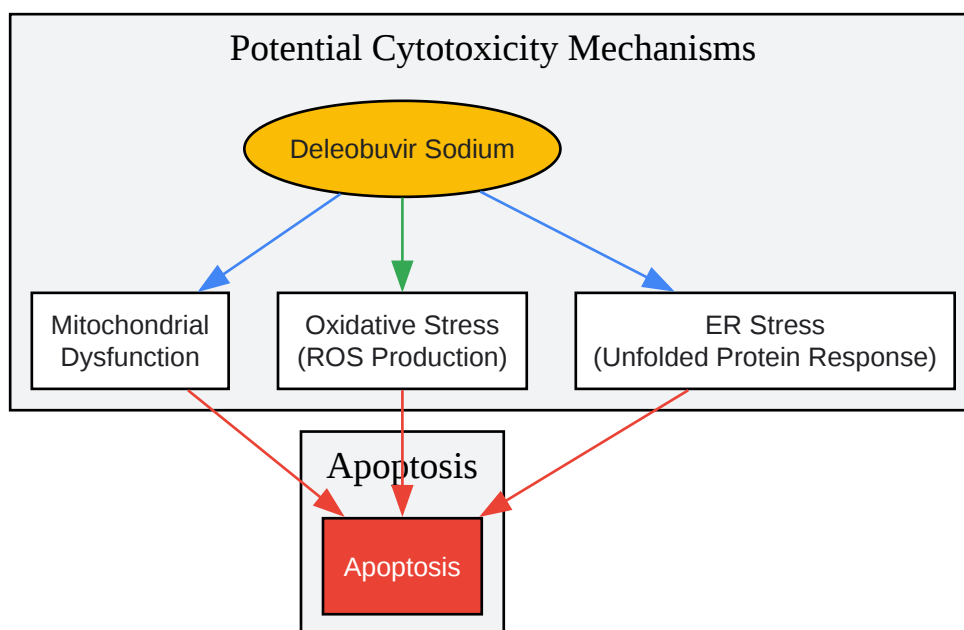 Potential Cytotoxicity Mechanisms
Deleobuvir Sodium
Mitochondrial
Dysfunction
Oxidative Stress
(ROS Production)
ER Stress
(Unfolded Protein Response)
Apoptosis
Apoptosis